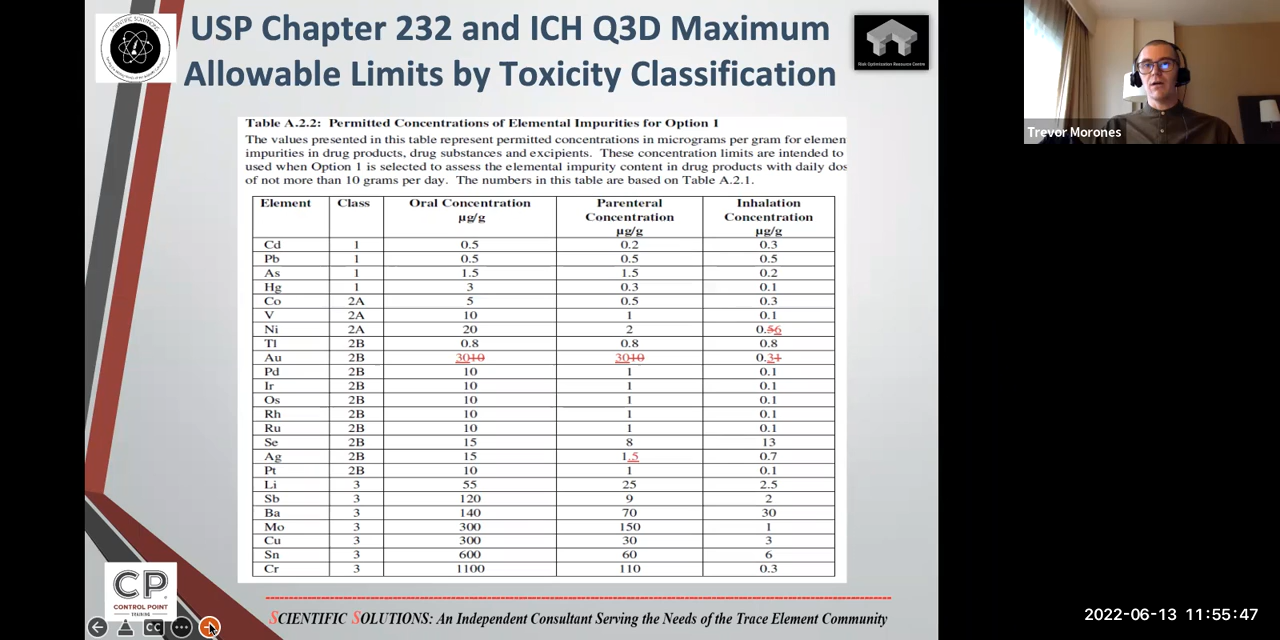 USP Chapter 232 and ICH Q3D Maximum
Allowable Limits by Toxicity Classification
SCIENTIFIC SOLUTIONS
Risk Optimization Resource Centre
Trevor Morones
Table A.2.2: Permitted Concentrations of Elemental Impurities for Option 1
The values presented in this table represent permitted concentrations in micrograms per gram for elemen
impurities in drug products, drug substances and excipients. These concentration limits are intended to
used when Option 1 is selected to assess the elemental impurity content in drug products with daily dos
of not more than 10 grams per day. The numbers in this table are based on Table A.2.1.
Element Class Oral Concentration µg/g Parenteral Concentration µg/g Inhalation Concentration µg/g
Cd 1 0.5 0.2 0.3
Pb 1 0.5 0.5 0.5
As 1 1.5 1.5 0.2
Hg 1 3 0.3 0.1
Co 2A 5 0.5 0.3
V 2A 10 1 0.1
Ni 2A 20 2 0.56
Tl 2B 0.8 0.8 0.8
Au 2B 3010 3010 0.31
Pd 2B 10 1 0.1
Ir 2B 10 1 0.1
Os 2B 10 1 0.1
Rh 2B 10 1 0.1
Ru 2B 10 1 0.1
Se 2B 15 8 13
Ag 2B 15 1.5 0.7
Pt 2B 10 1 0.1
Li 3 55 25 2.5
Sb 3 120 9 2
Ba 3 140 70 30
Mo 3 300 150 1
Cu 3 300 30 3
Sn 3 600 60 6
Cr 3 1100 110 0.3
CP
CONTROL POINT
TRAINING
SCIENTIFIC SOLUTIONS: An Independent Consultant Serving the Needs of the Trace Element Community
CC
2022-06-13 11:55:47